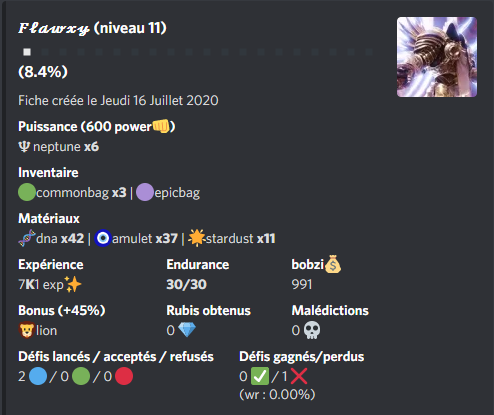 𝓕𝓵𝓪𝔀𝔁𝔂 (niveau 11)
(8.4%)
Fiche créée le Jeudi 16 Juillet 2020
Puissance (600 power👊)
🔱 neptune x6
Inventaire
🟢commonbag x3 | 🟣epicbag
Matériaux
🧬dna x42 | 🧿amulet x37 | 🌟stardust x11
Expérience Endurance bobzi💰
7K1 exp✨ 30/30 991
Bonus (+45%) Rubis obtenus Malédictions
🦁lion 0 💎 0 💀
Défis lancés / acceptés / refusés Défis gagnés/perdus
2 🔵 / 0 🟢 / 0 🔴 0 ✅ / 1 ❌
(wr : 0.00%)